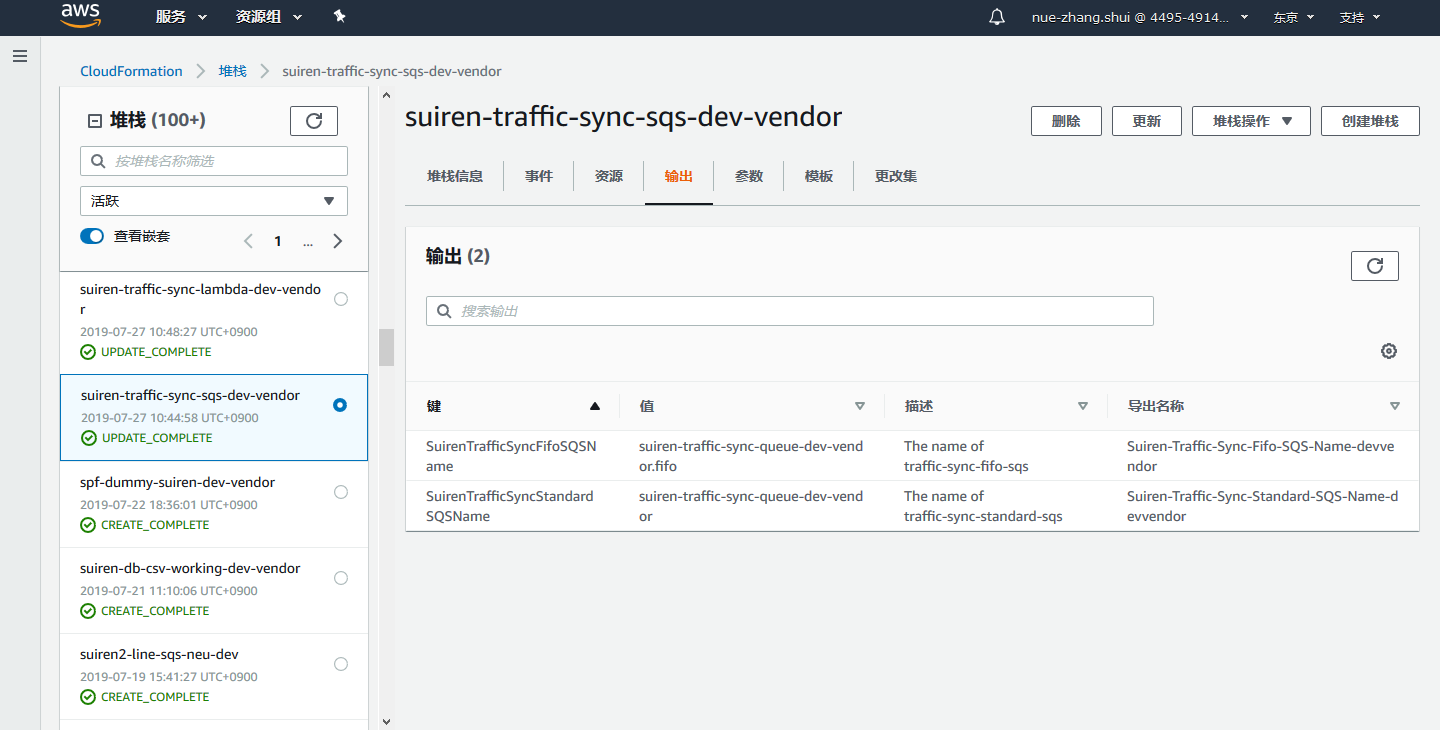 aws 服务 资源组 nue-zhang.shui @ 4495-4914... 东京 支持
CloudFormation 堆栈 suiren-traffic-sync-sqs-dev-vendor
堆栈 (100+)
按堆栈名称筛选
活跃
查看嵌套 1 ...
suiren-traffic-sync-lambda-dev-vendo
r
2019-07-27 10:48:27 UTC+0900
UPDATE_COMPLETE
suiren-traffic-sync-sqs-dev-vendor
2019-07-27 10:44:58 UTC+0900
UPDATE_COMPLETE
spf-dummy-suiren-dev-vendor
2019-07-22 18:36:01 UTC+0900
CREATE_COMPLETE
suiren-db-csv-working-dev-vendor
2019-07-21 11:10:06 UTC+0900
CREATE_COMPLETE
suiren2-line-sqs-neu-dev
2019-07-19 15:41:27 UTC+0900
CREATE_COMPLETE
suiren-traffic-sync-sqs-dev-vendor
删除 更新 堆栈操作 创建堆栈
堆栈信息 事件 资源 输出 参数 模板 更改集
输出 (2)
搜索输出
键 值 描述 导出名称
SuirenTrafficSyncFifoSQSN suiren-traffic-sync-queue-dev-vend The name of Suiren-Traffic-Sync-Fifo-SQS-Name-devve
ame or.fifo traffic-sync-fifo-sqs ndor
SuirenTrafficSyncStandard suiren-traffic-sync-queue-dev-vend The name of Suiren-Traffic-Sync-Standard-SQS-Name-d
SQSName or traffic-sync-standard-sqs evvendor